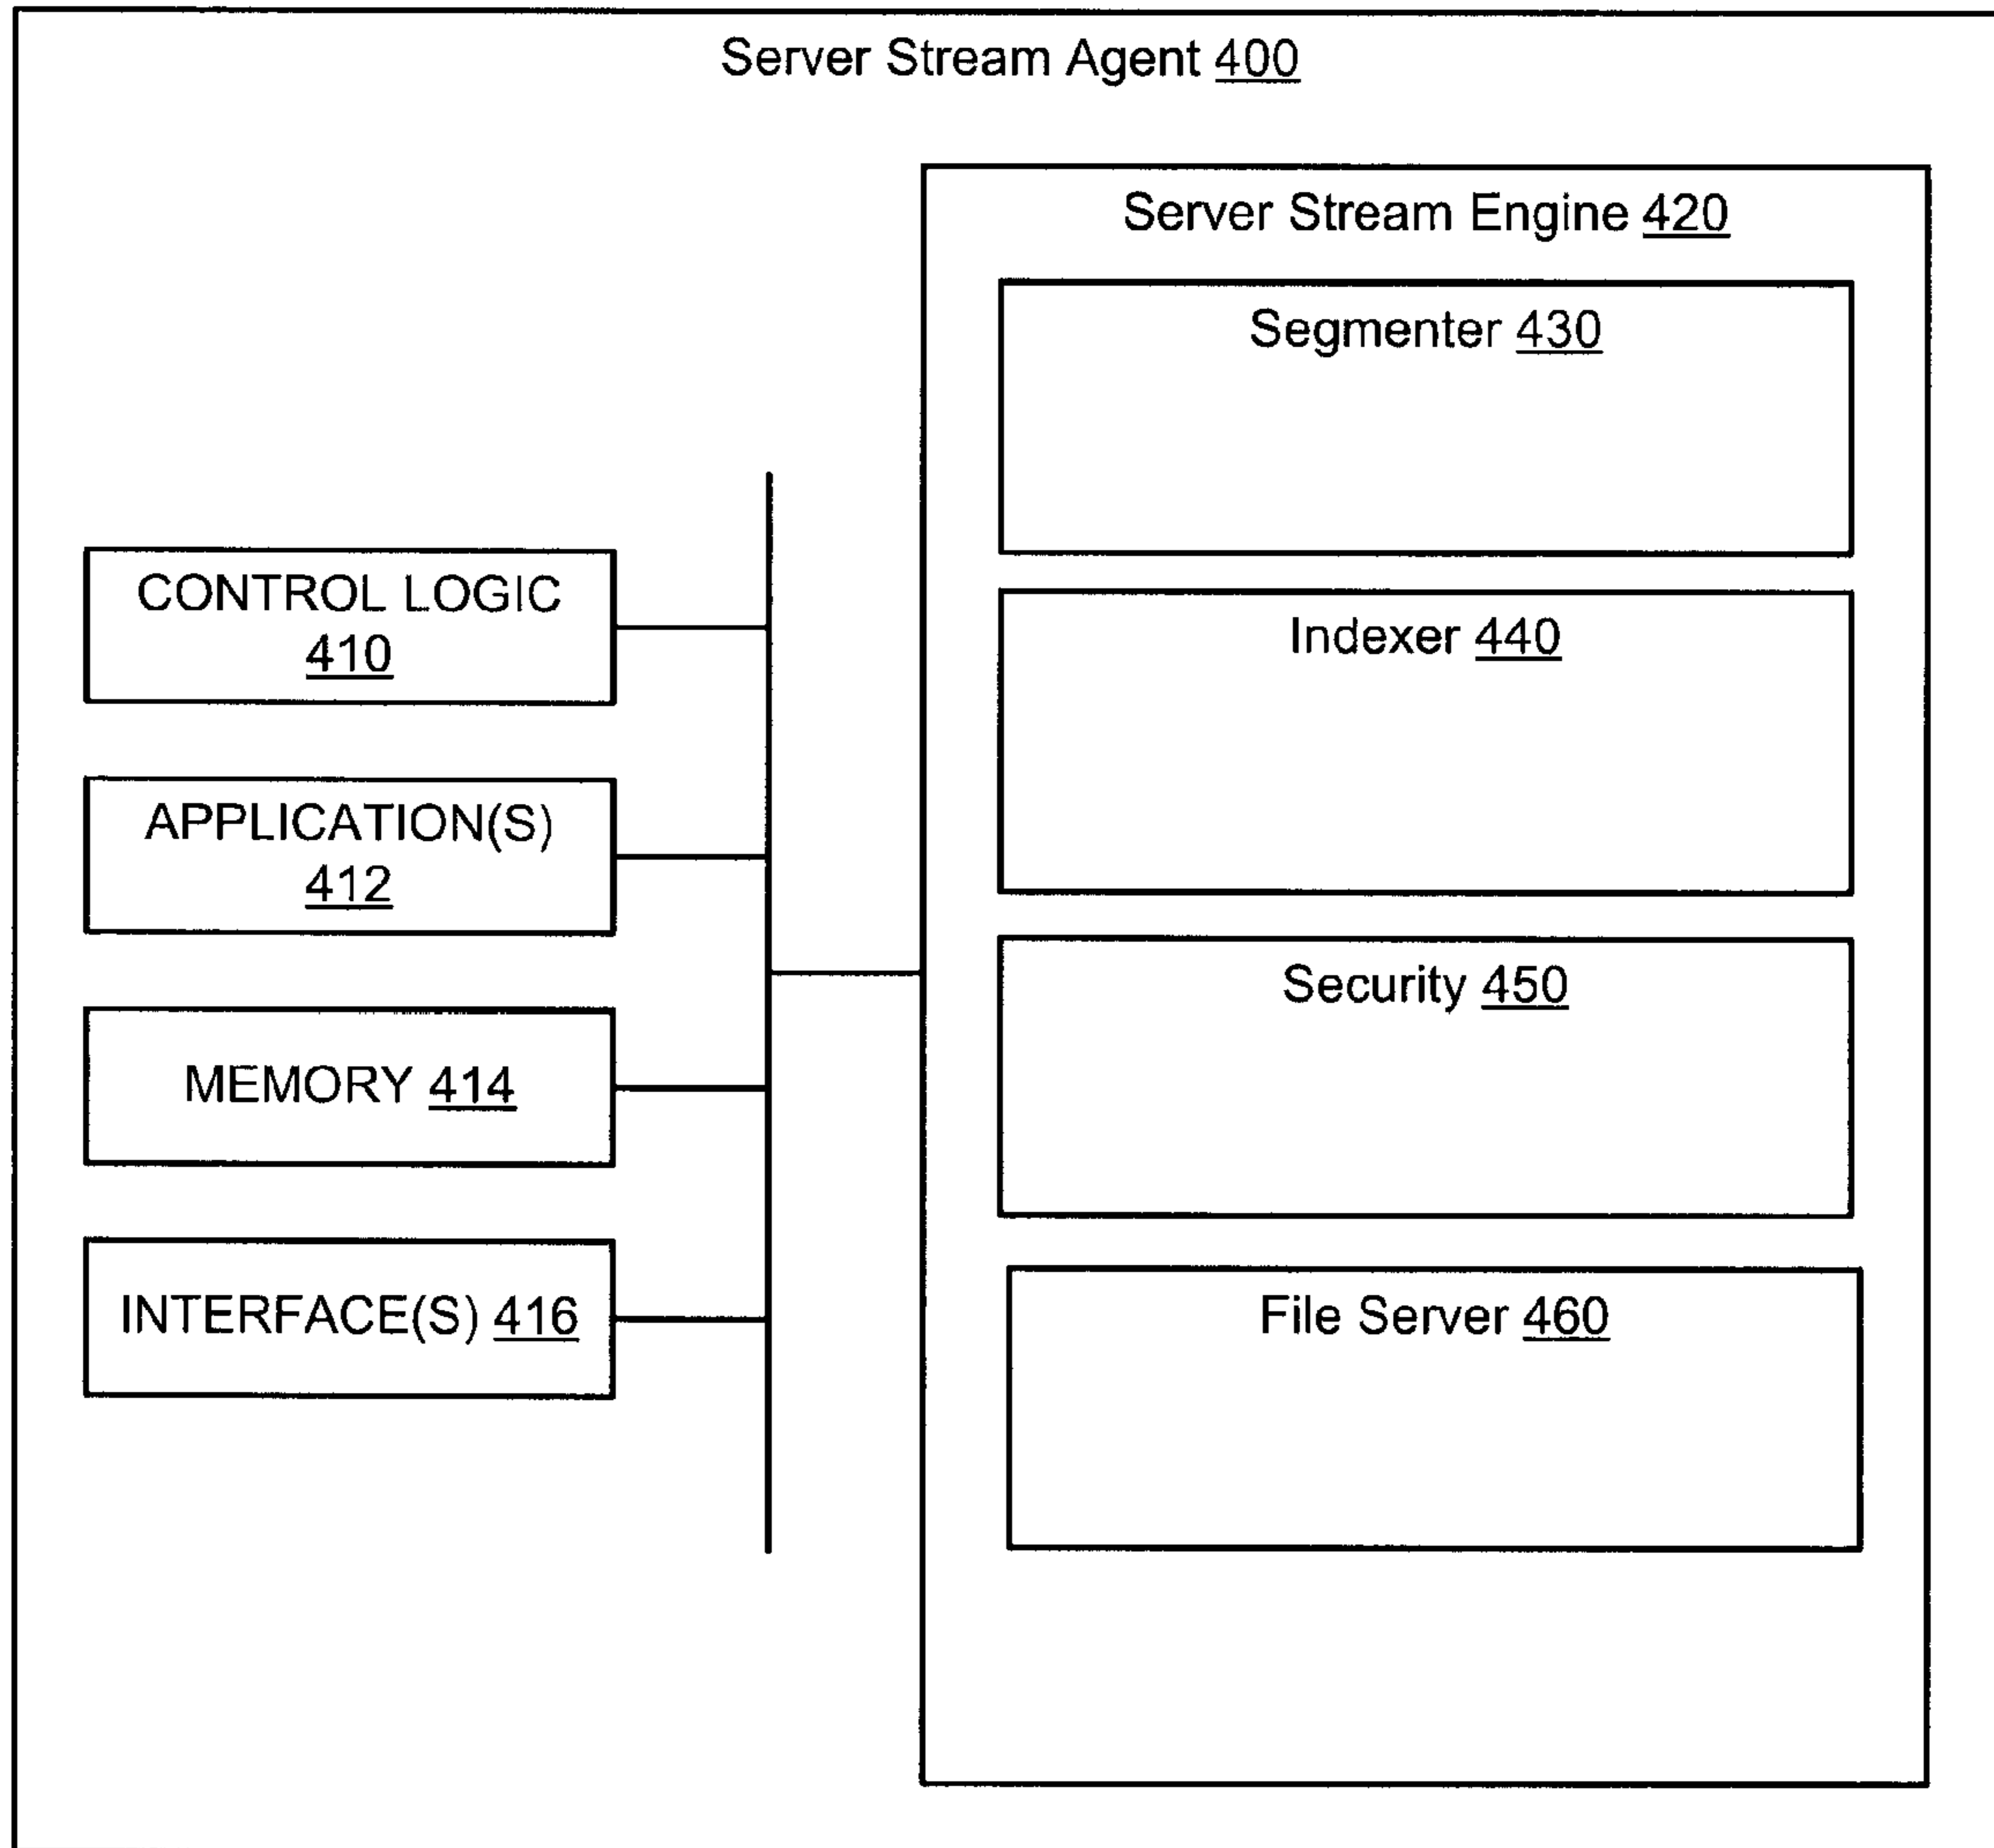 Server Stream Agent 400
Server Stream Engine 420
Segmenter 430
Indexer 440
Security 450
File Server 460
CONTROL LOGIC
410
APPLICATION(S)
412
MEMORY 414
INTERFACE(S) 416